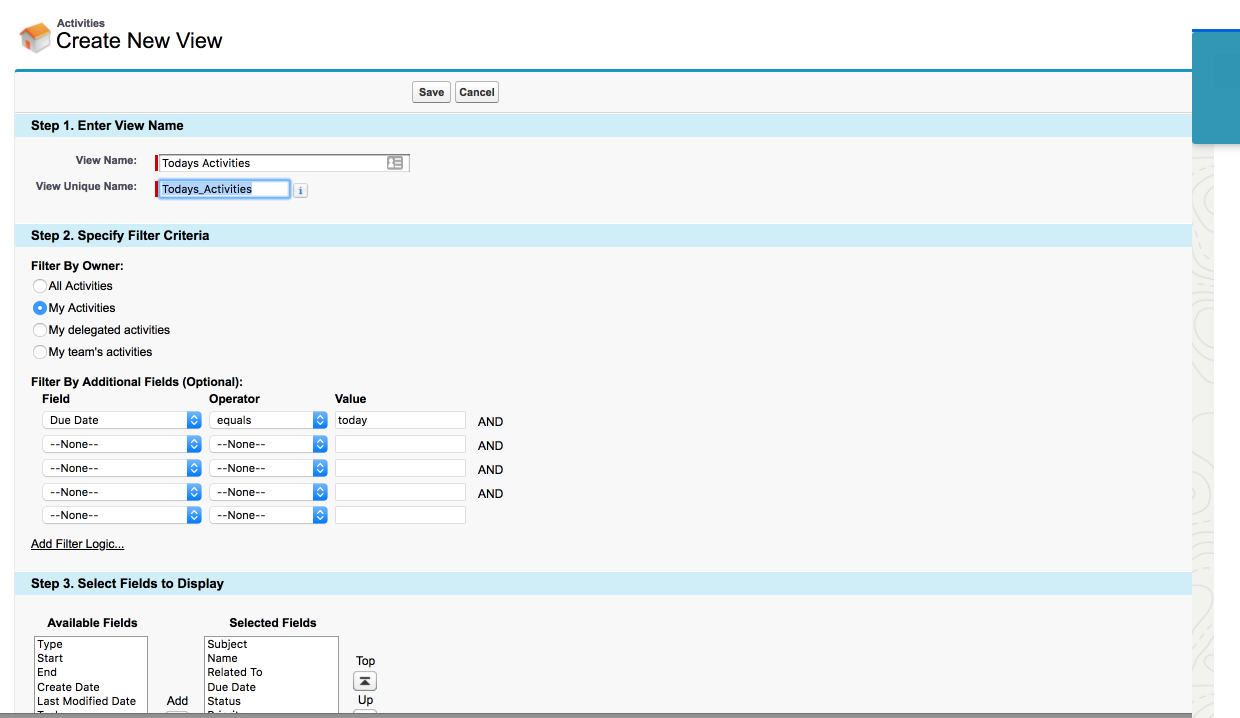 Activities
Create New View
Save Cancel
Step 1. Enter View Name
View Name: Todays Activities
View Unique Name: Todays_Activities i
Step 2. Specify Filter Criteria
Filter By Owner:
All Activities
My Activities
My delegated activities
My team's activities
Filter By Additional Fields (Optional):
Field Operator Value
Due Date equals today AND
--None-- --None-- AND
--None-- --None-- AND
--None-- --None-- AND
--None-- --None--
Add Filter Logic...
Step 3. Select Fields to Display
Available Fields Selected Fields
Type Subject
Start Name Top
End Related To
Create Date Due Date
Last Modified Date Add Status Up